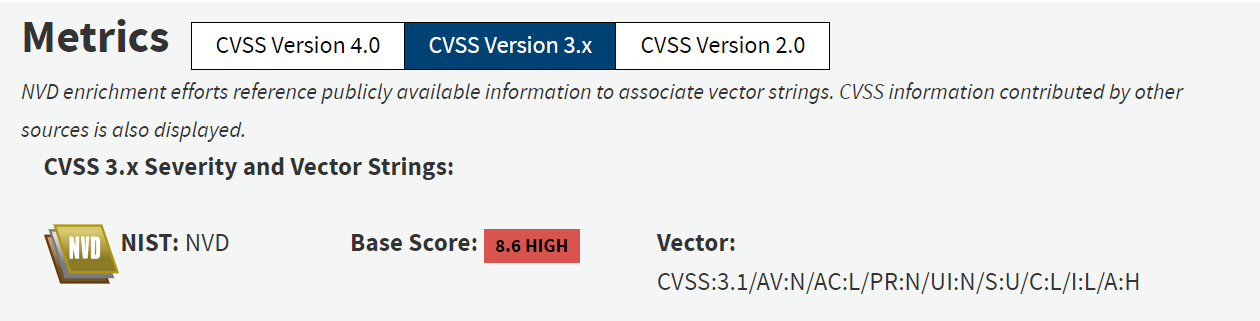 Metrics CVSS Version 4.0 CVSS Version 3.x CVSS Version 2.0
NVD enrichment efforts reference publicly available information to associate vector strings. CVSS information contributed by other
sources is also displayed.
CVSS 3.x Severity and Vector Strings:
NVD NIST: NVD Base Score: 8.6 HIGH Vector:
CVSS:3.1/AV:N/AC:L/PR:N/UI:N/S:U/C:L/I:L/A:H